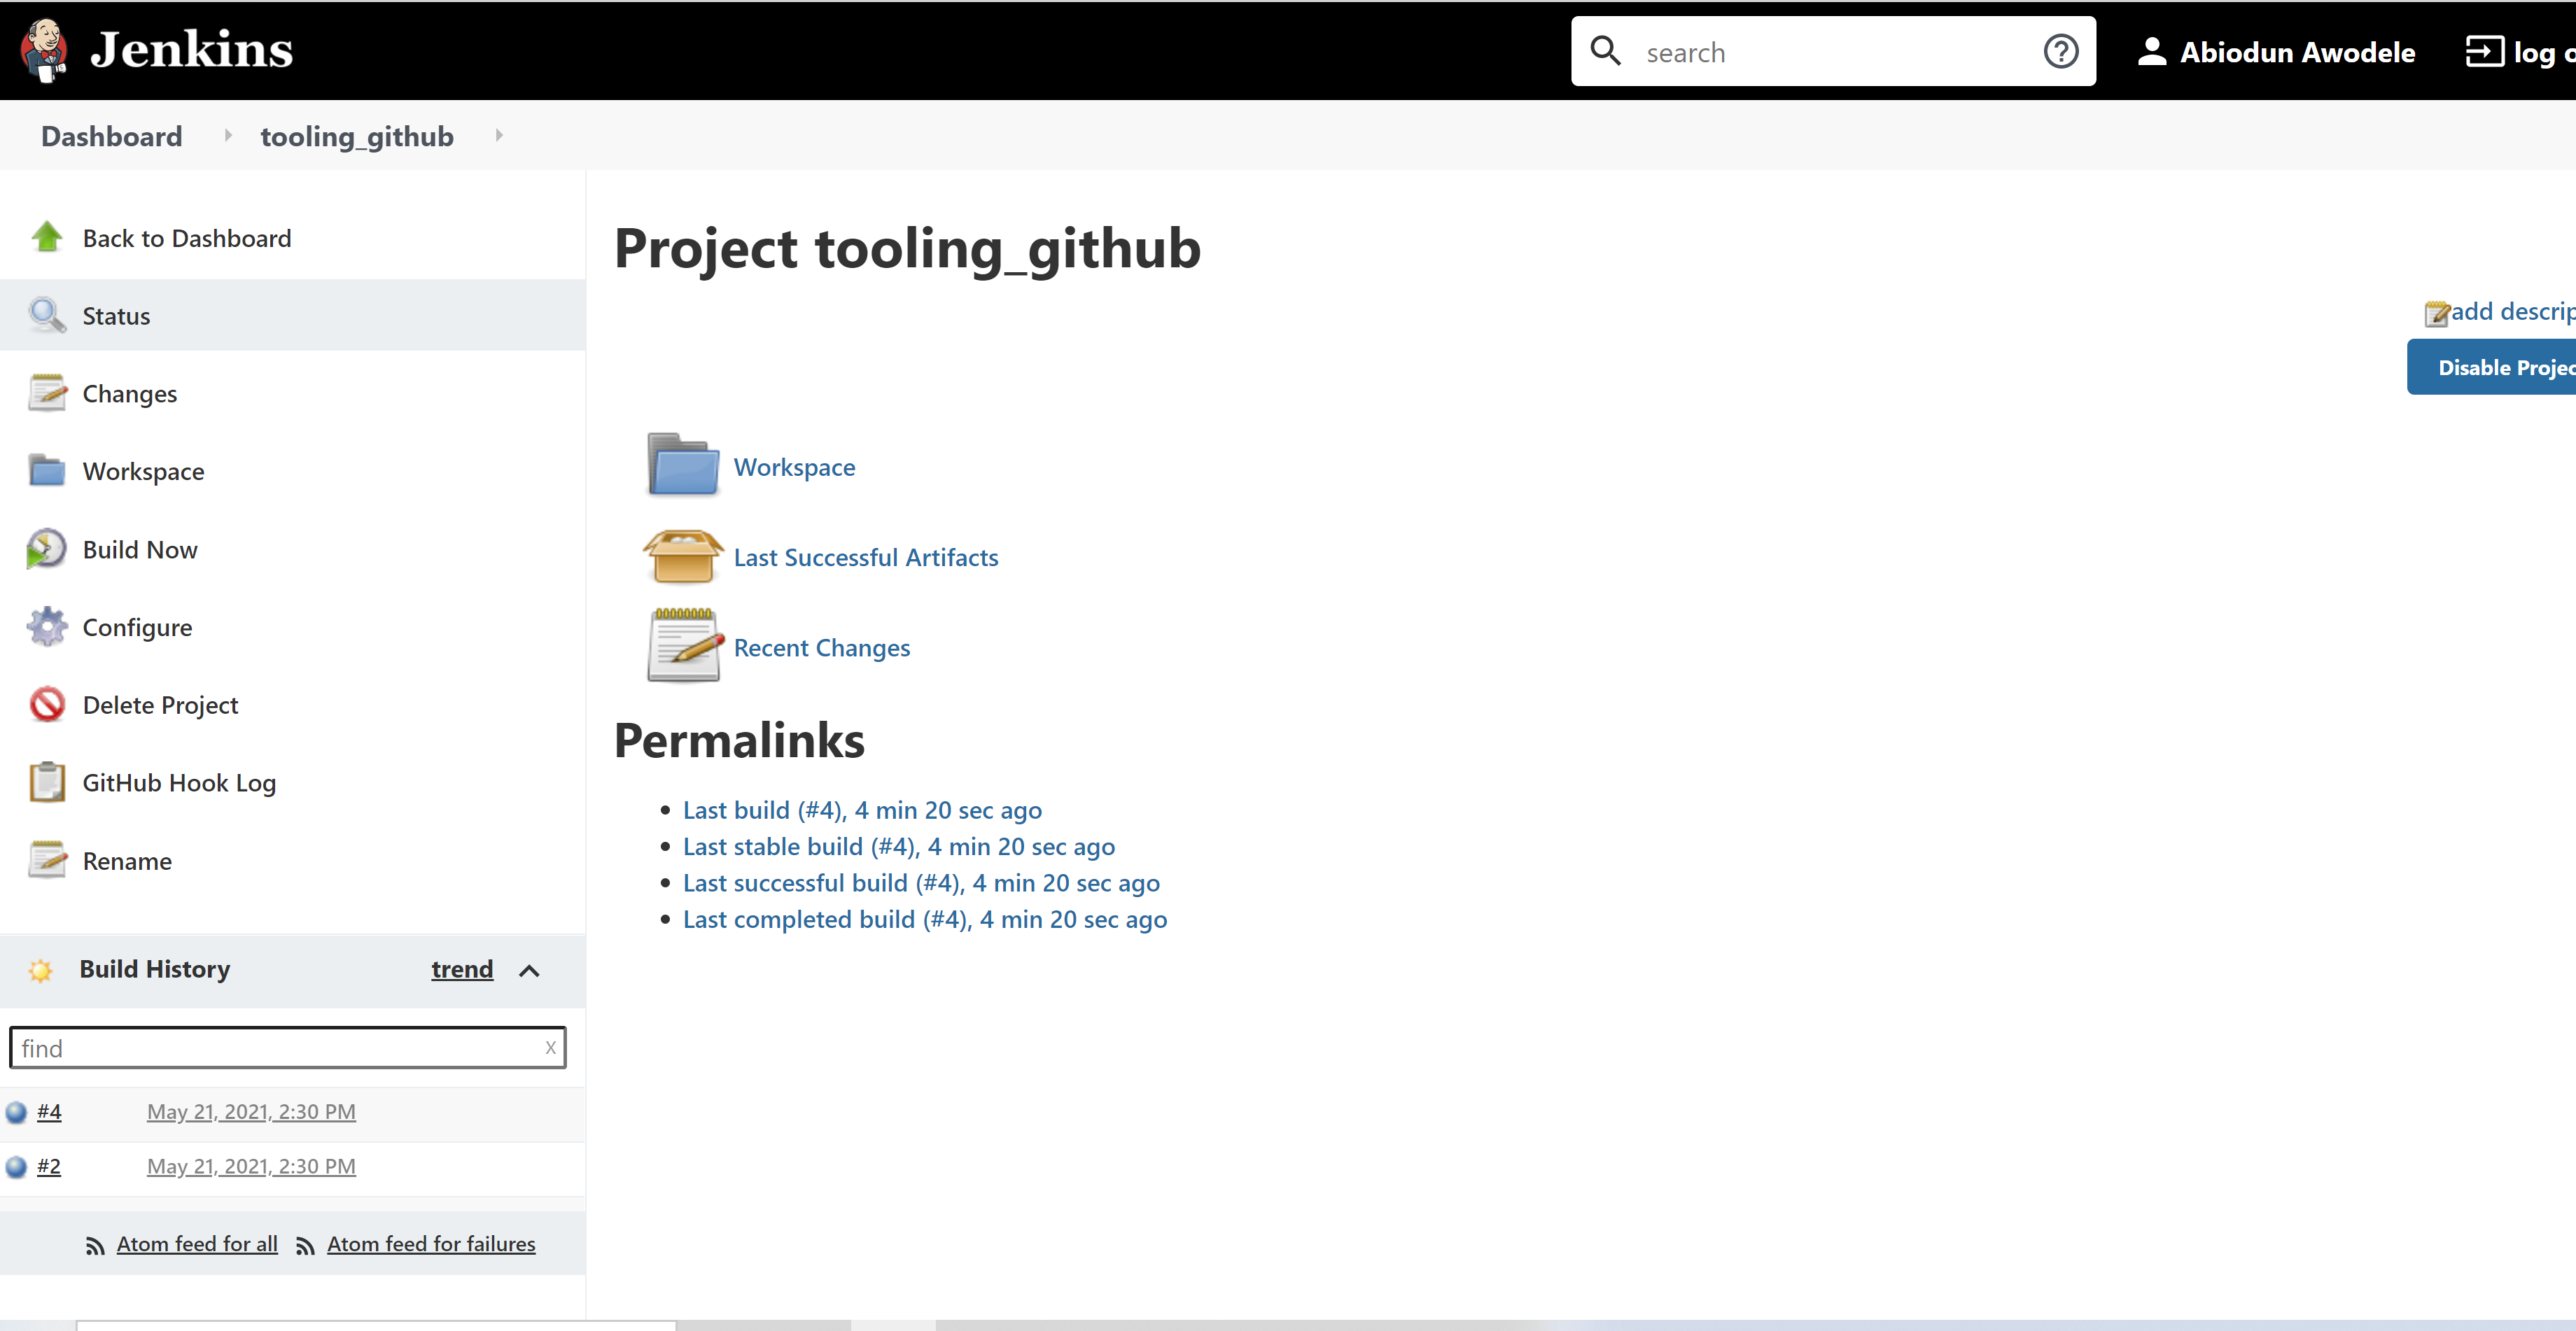 Jenkins
search
Abiodun Awodele
log o
Dashboard
tooling_github
Back to Dashboard
Status
Changes
Workspace
Build Now
Configure
Delete Project
GitHub Hook Log
Rename
Build History
trend
find
X
#4 May 21, 2021, 2:30 PM
#2 May 21, 2021, 2:30 PM
Atom feed for all Atom feed for failures
Project tooling_github
add descrip
Disable Projec
Workspace
Last Successful Artifacts
Recent Changes
Permalinks
Last build (#4), 4 min 20 sec ago
Last stable build (#4), 4 min 20 sec ago
Last successful build (#4), 4 min 20 sec ago
Last completed build (#4), 4 min 20 sec ago